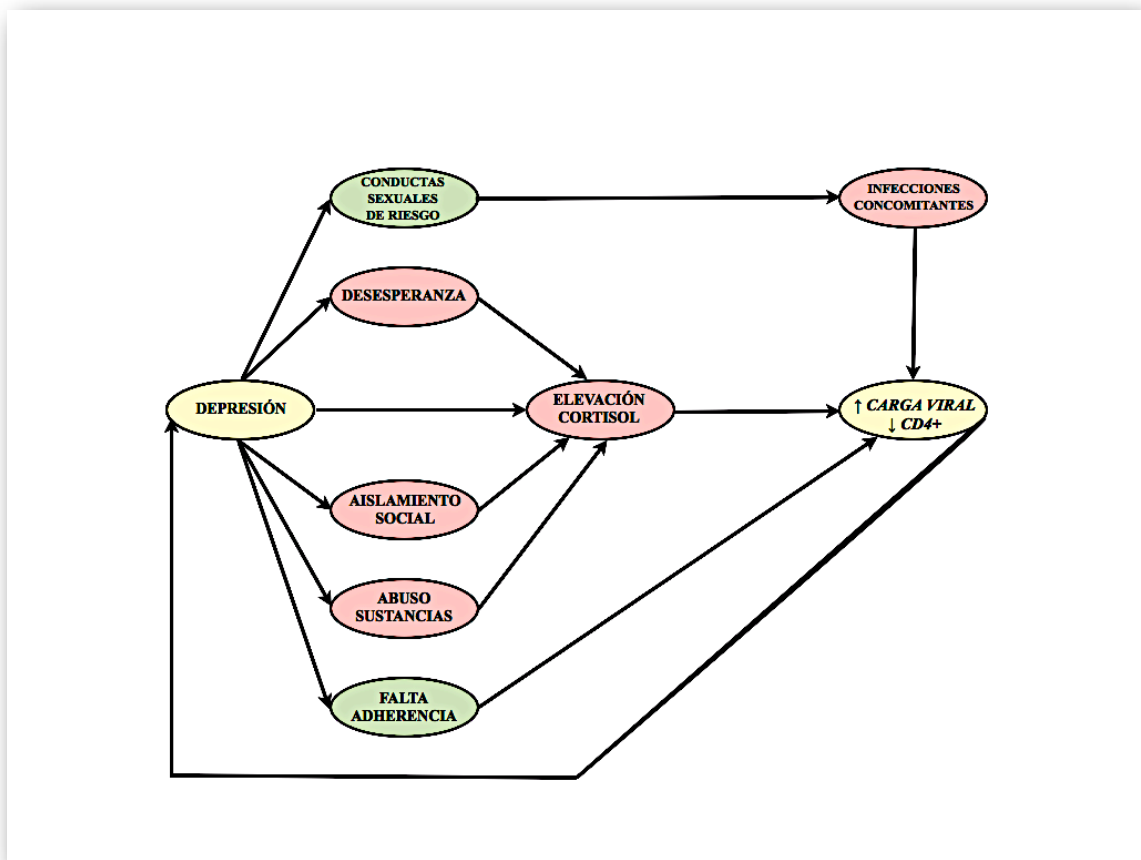 CONDUCTAS
SEXUALES
DE RIESGO
INFECCIONES
CONCOMITANTES
DESESPERANZA
DEPRESIÓN
ELEVACIÓN
CORTISOL
↑ CARGA VIRAL
↓ CD4+
AISLAMIENTO
SOCIAL
ABUSO
SUSTANCIAS
FALTA
ADHERENCIA